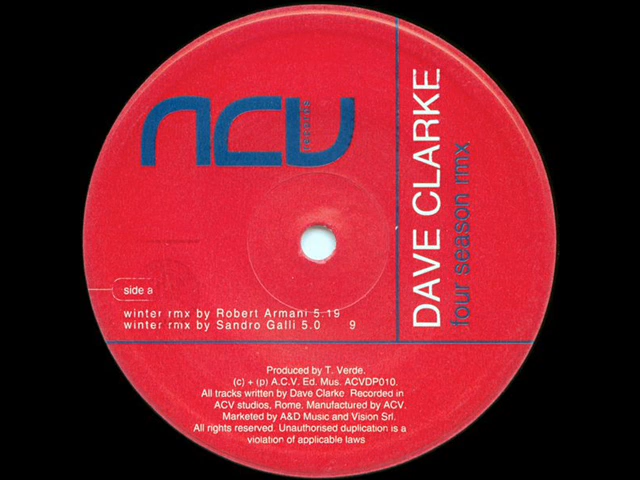 ACV
DAVE CLARKE
four season rmx
side a
winter rmx by Robert Armani 5.19
winter rmx by Sandro Galli 5.0 9
Produced by T. Verde.
(c) + (p) A.C.V. Ed. Mus. ACVDP010.
All tracks written by Dave Clarke Recorded in
ACV studios, Rome. Manufactured by ACV.
Marketed by A&D Music and Vision Srl.
All rights reserved. Unauthorised duplication is a
violation of applicable laws